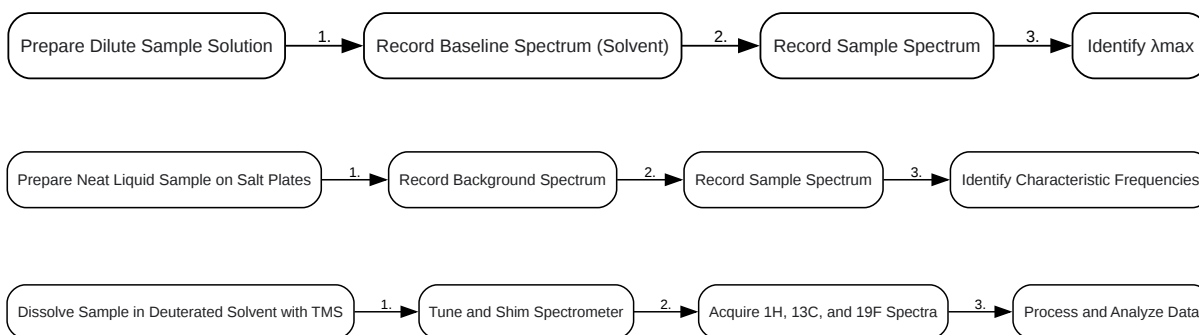 Prepare Dilute Sample Solution 1. Record Baseline Spectrum (Solvent) 2. Record Sample Spectrum 3. Identify λmax
Prepare Neat Liquid Sample on Salt Plates 1. Record Background Spectrum 2. Record Sample Spectrum 3. Identify Characteristic Frequencies
Dissolve Sample in Deuterated Solvent with TMS 1. Tune and Shim Spectrometer 2. Acquire 1H, 13C, and 19F Spectra 3. Process and Analyze Data